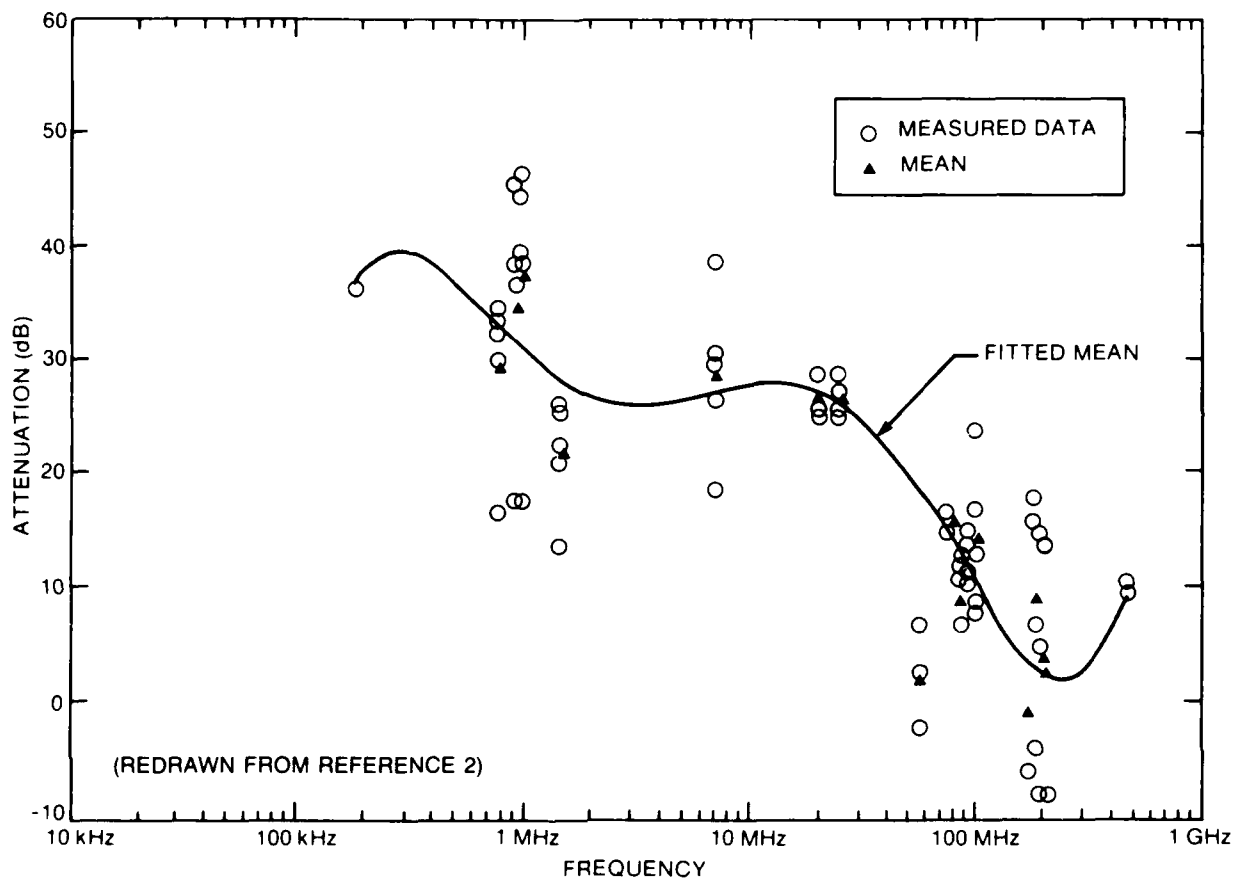 60
50
40
30
20
10
0
-10
ATTENUATION (dB)
MEASURED DATA
MEAN
FITTED MEAN
(REDRAWN FROM REFERENCE 2)
10 kHz 100 kHz 1 MHz 10 MHz 100 MHz 1 GHz
FREQUENCY